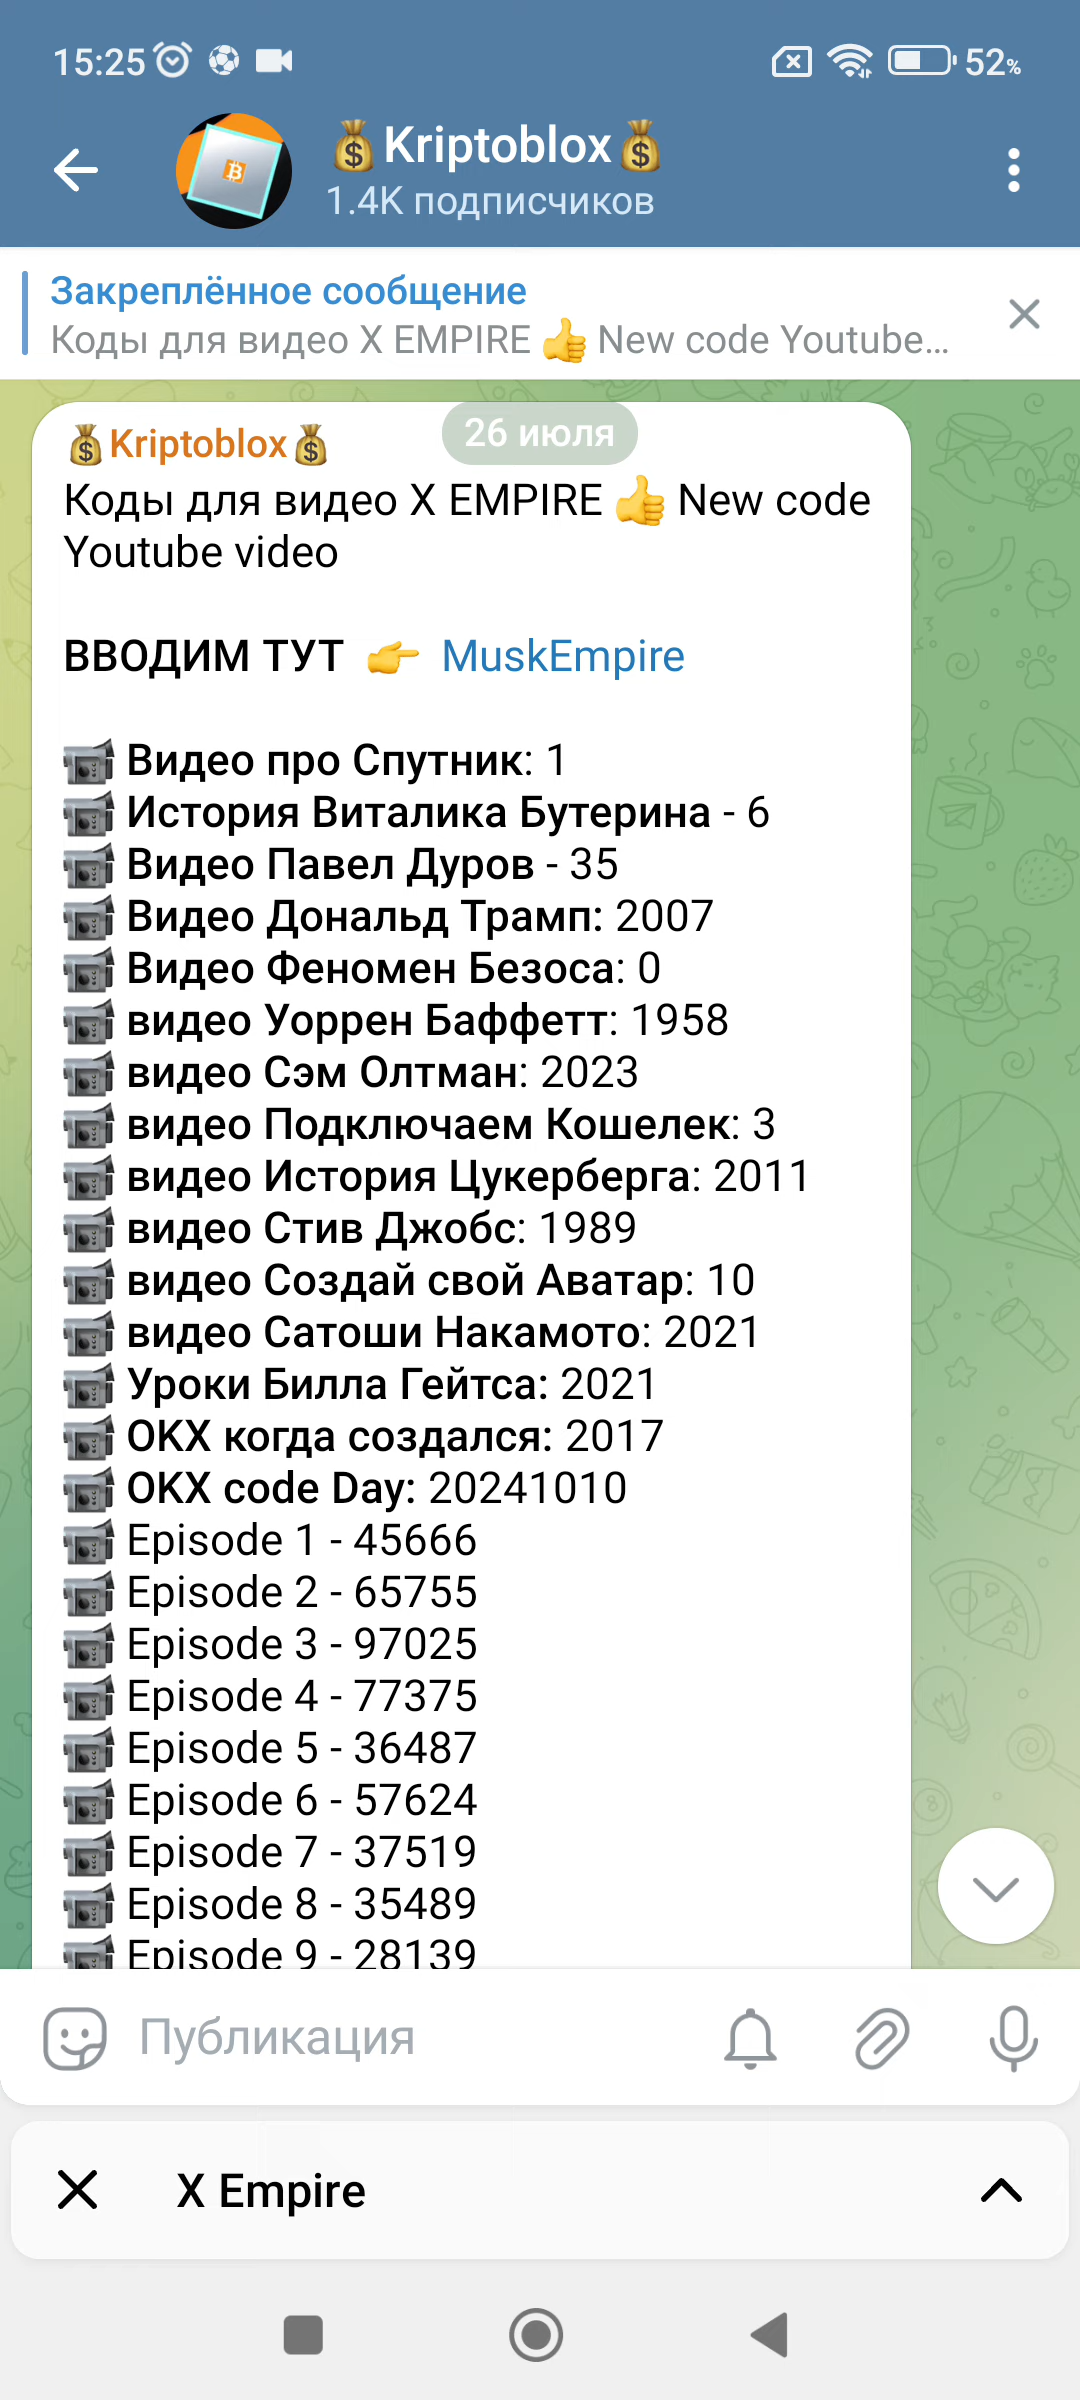 15:25 52%
💰Kriptoblox💰
1.4K подписчиков
Закреплённое сообщение
Коды для видео X EMPIRE 👍 New code Youtube...
26 июля
💰Kriptoblox💰
Коды для видео X EMPIRE 👍 New code
Youtube video
ВВОДИМ ТУТ 👉 MuskEmpire
📹 Видео про Спутник: 1
📹 История Виталика Бутерина - 6
📹 Видео Павел Дуров - 35
📹 Видео Дональд Трамп: 2007
📹 Видео Феномен Безоса: 0
📹 видео Уоррен Баффетт: 1958
📹 видео Сэм Олтман: 2023
📹 видео Подключаем Кошелек: 3
📹 видео История Цукерберга: 2011
📹 видео Стив Джобс: 1989
📹 видео Создай свой Аватар: 10
📹 видео Сатоши Накамото: 2021
📹 Уроки Билла Гейтса: 2021
📹 OKX когда создался: 2017
📹 OKX code Day: 20241010
📹 Episode 1 - 45666
📹 Episode 2 - 65755
📹 Episode 3 - 97025
📹 Episode 4 - 77375
📹 Episode 5 - 36487
📹 Episode 6 - 57624
📹 Episode 7 - 37519
📹 Episode 8 - 35489
📹 Episode 9 - 28139
Публикация
X Empire